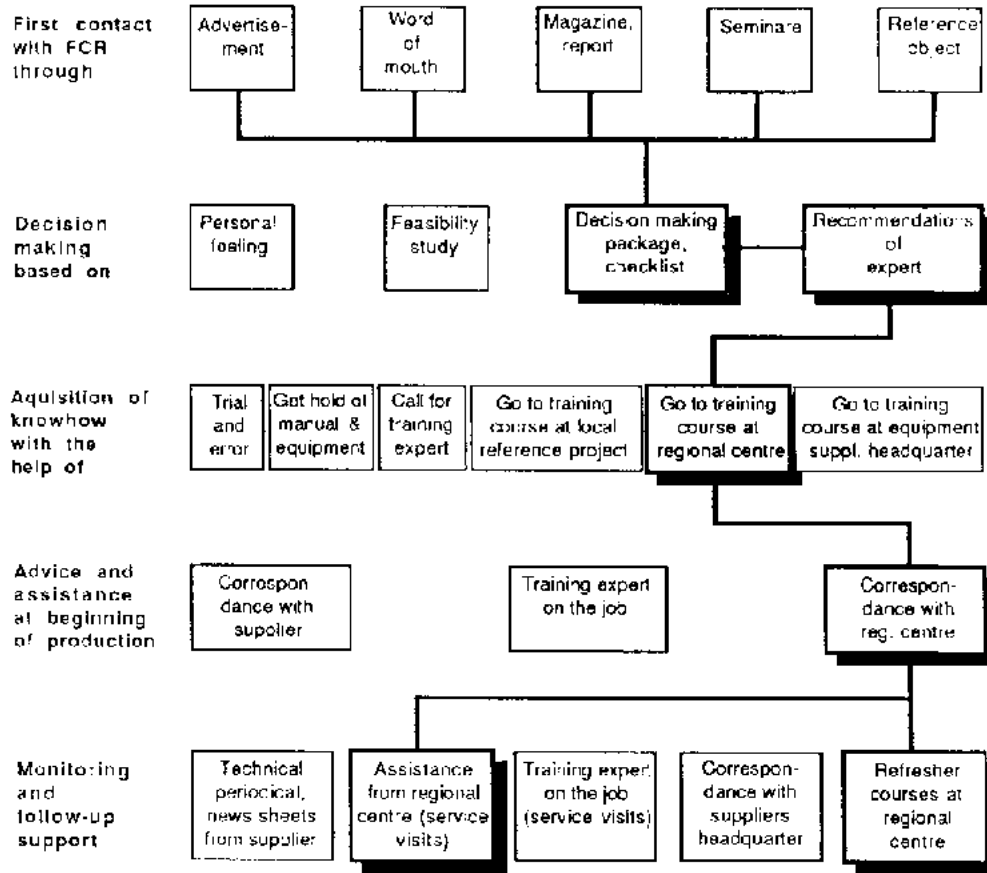 First contact
with FCR
through
Advertise-
ment
Word
of
mouth
Magazine,
report
Seminare
Reference
object
Decision
making
based on
Personal
feeling
Feasibility
study
Decision making
package,
checklist
Recommendations
of
expert
Aquisition of
knowhow
with the
help of
Trial
and
error
Get hold of
manual &
equipment
Call for
training
expert
Go to training
course at local
reference project
Go to training
course at
regional centre
Go to training
course at equipment
suppl. headquarter
Advice and
assistance
at beginning
of production
Correspon-
dance with
supplier
Training expert
on the job
Correspon-
dance with
reg. centre
Monitoring
and
follow-up
support
Technical
periodical,
news sheets
from supplier
Assistance
from regional
centre (service
visits)
Training expert
on the job
(service visits)
Correspon-
dance with
suppliers
headquarter
Refresher
courses at
regional
centre